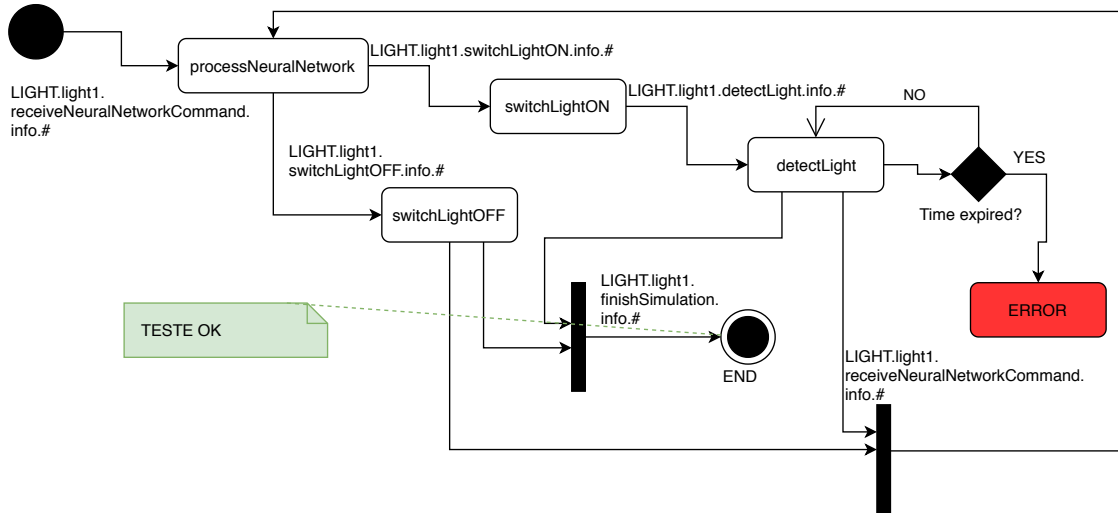 processNeuralNetwork
LIGHT.light1.switchLightON.info.#
LIGHT.light1.
receiveNeuralNetworkCommand.
info.#
switchLightON
LIGHT.light1.detectLight.info.#
NO
detectLight
YES
Time expired?
LIGHT.light1.
switchLightOFF.info.#
switchLightOFF
LIGHT.light1.
finishSimulation.
info.#
ERROR
TESTE OK
END
LIGHT.light1.
receiveNeuralNetworkCommand.
info.#